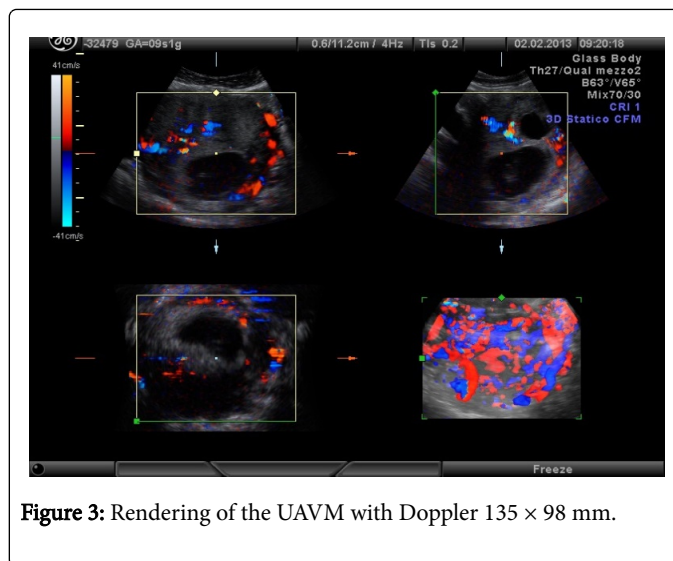 -32479 GA=09s1g 0.6/11.2cm / 4Hz TIs 0.2 02.02.2013 09:20:18
Glass Body
Th27/Qual mezzo2
B63°/V65°
Mix70/30
CRI 1
3D Statico CFM
41cm/s
-41cm/s
Freeze
Figure 3: Rendering of the UAVM with Doppler 135 × 98 mm.